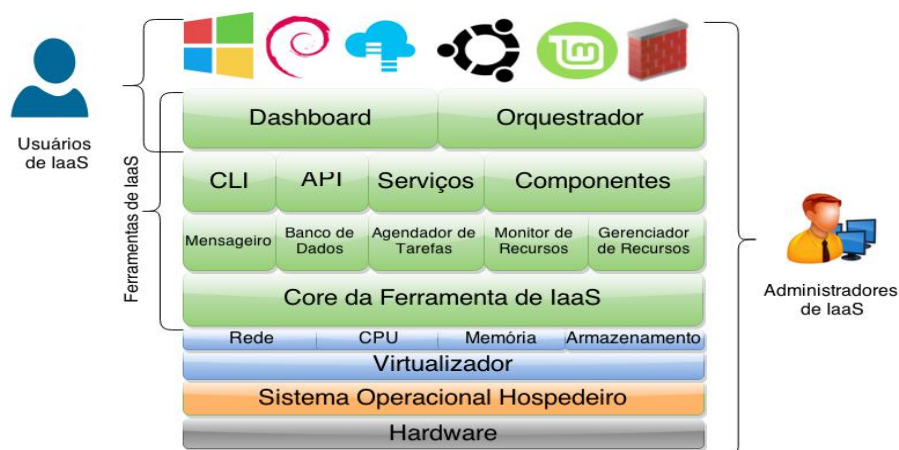 Usuários
de IaaS
Ferramentas de IaaS
Dashboard
Orquestrador
CLI
API
Serviços
Componentes
Mensageiro
Banco de
Dados
Agendador de
Tarefas
Monitor de
Recursos
Gerenciador
de Recursos
Core da Ferramenta de IaaS
Rede
CPU
Memória
Armazenamento
Virtualizador
Sistema Operacional Hospedeiro
Hardware
Administradores
de IaaS